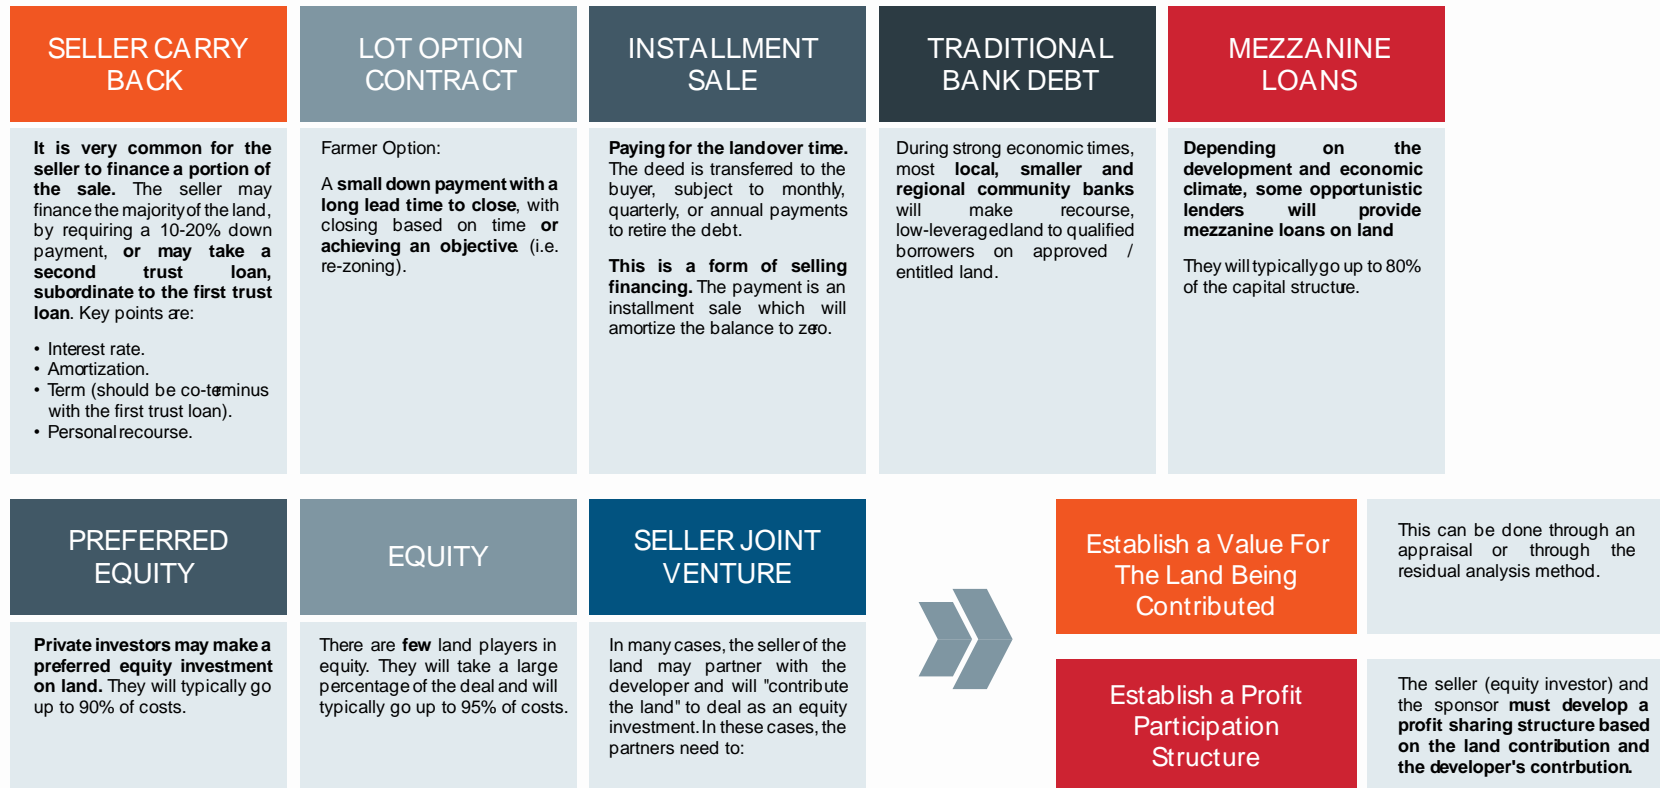 SELLER CARRY
BACK
It is very common for the
seller to finance a portion of
the sale. The seller may
finance the majority of the land,
by requiring a 10-20% down
payment, or may take a
second trust loan,
subordinate to the first trust
loan. Key points are:
• Interest rate.
• Amortization.
• Term (should be co-terminus
with the first trust loan).
• Personal recourse.
LOT OPTION
CONTRACT
Farmer Option:
A small down payment with a
long lead time to close, with
closing based on time or
achieving an objective (i.e.
re-zoning).
INSTALLMENT
SALE
Paying for the land over time.
The deed is transferred to the
buyer, subject to monthly,
quarterly, or annual payments
to retire the debt.
This is a form of selling
financing. The payment is an
installment sale which will
amortize the balance to zero.
TRADITIONAL
BANK DEBT
During strong economic times,
most local, smaller and
regional community banks
will make recourse,
low-leveraged land to qualified
borrowers on approved /
entitled land.
MEZZANINE
LOANS
Depending on the
development and economic
climate, some opportunistic
lenders will provide
mezzanine loans on land
They will typically go up to 80%
of the capital structure.
PREFERRED
EQUITY
Private investors may make a
preferred equity investment
on land. They will typically go
up to 90% of costs.
EQUITY
There are few land players in
equity. They will take a large
percentage of the deal and will
typically go up to 95% of costs.
SELLER JOINT
VENTURE
In many cases, the seller of the
land may partner with the
developer and will "contribute
the land" to deal as an equity
investment. In these cases, the
partners need to:
Establish a Value For
The Land Being
Contributed
This can be done through an
appraisal or through the
residual analysis method.
Establish a Profit
Participation
Structure
The seller (equity investor) and
the sponsor must develop a
profit sharing structure based
on the land contribution and
the developer's contrbution.